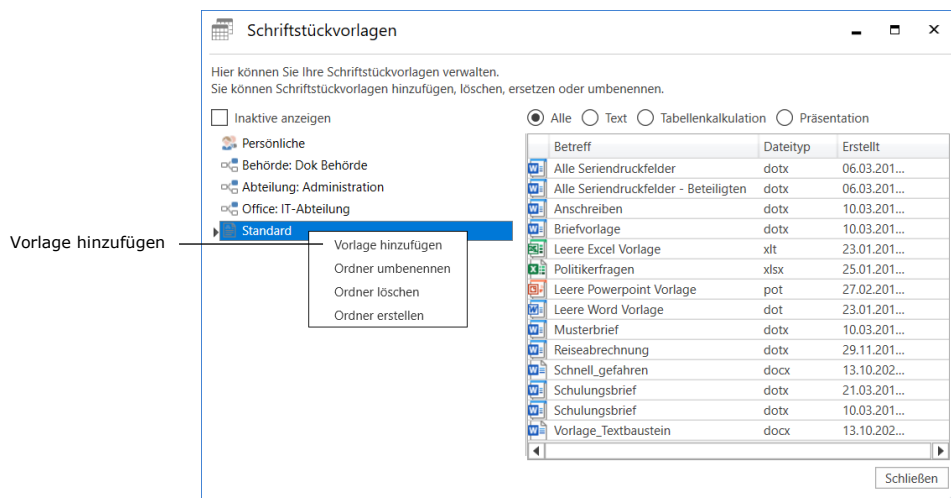 Schriftstückvorlagen
Hier können Sie Ihre Schriftstückvorlagen verwalten.
Sie können Schriftstückvorlagen hinzufügen, löschen, ersetzen oder umbenennen.
Inaktive anzeigen
Persönliche
Behörde: Dok Behörde
Abteilung: Administration
Office: IT-Abteilung
Standard
Vorlage hinzufügen
Vorlage hinzufügen
Ordner umbenennen
Ordner löschen
Ordner erstellen
Alle Text Tabellenkalkulation Präsentation
Betreff Dateityp Erstellt
Alle Seriendruckfelder dotx 06.03.201...
Alle Seriendruckfelder - Beteiligten dotx 06.03.201...
Anschreiben dotx 10.03.201...
Briefvorlage dotx 10.03.201...
Leere Excel Vorlage xlt 23.01.201...
Politikerfragen xlsx 25.01.201...
Leere Powerpoint Vorlage pot 27.02.201...
Leere Word Vorlage dot 23.01.201...
Musterbrief dotx 10.03.201...
Reiseabrechnung dotx 29.11.201...
Schnell_gefahren docx 13.10.202...
Schulungsbrief dotx 21.03.201...
Schulungsbrief dotx 10.03.201...
Vorlage_Textbaustein docx 13.10.202...
Schließen